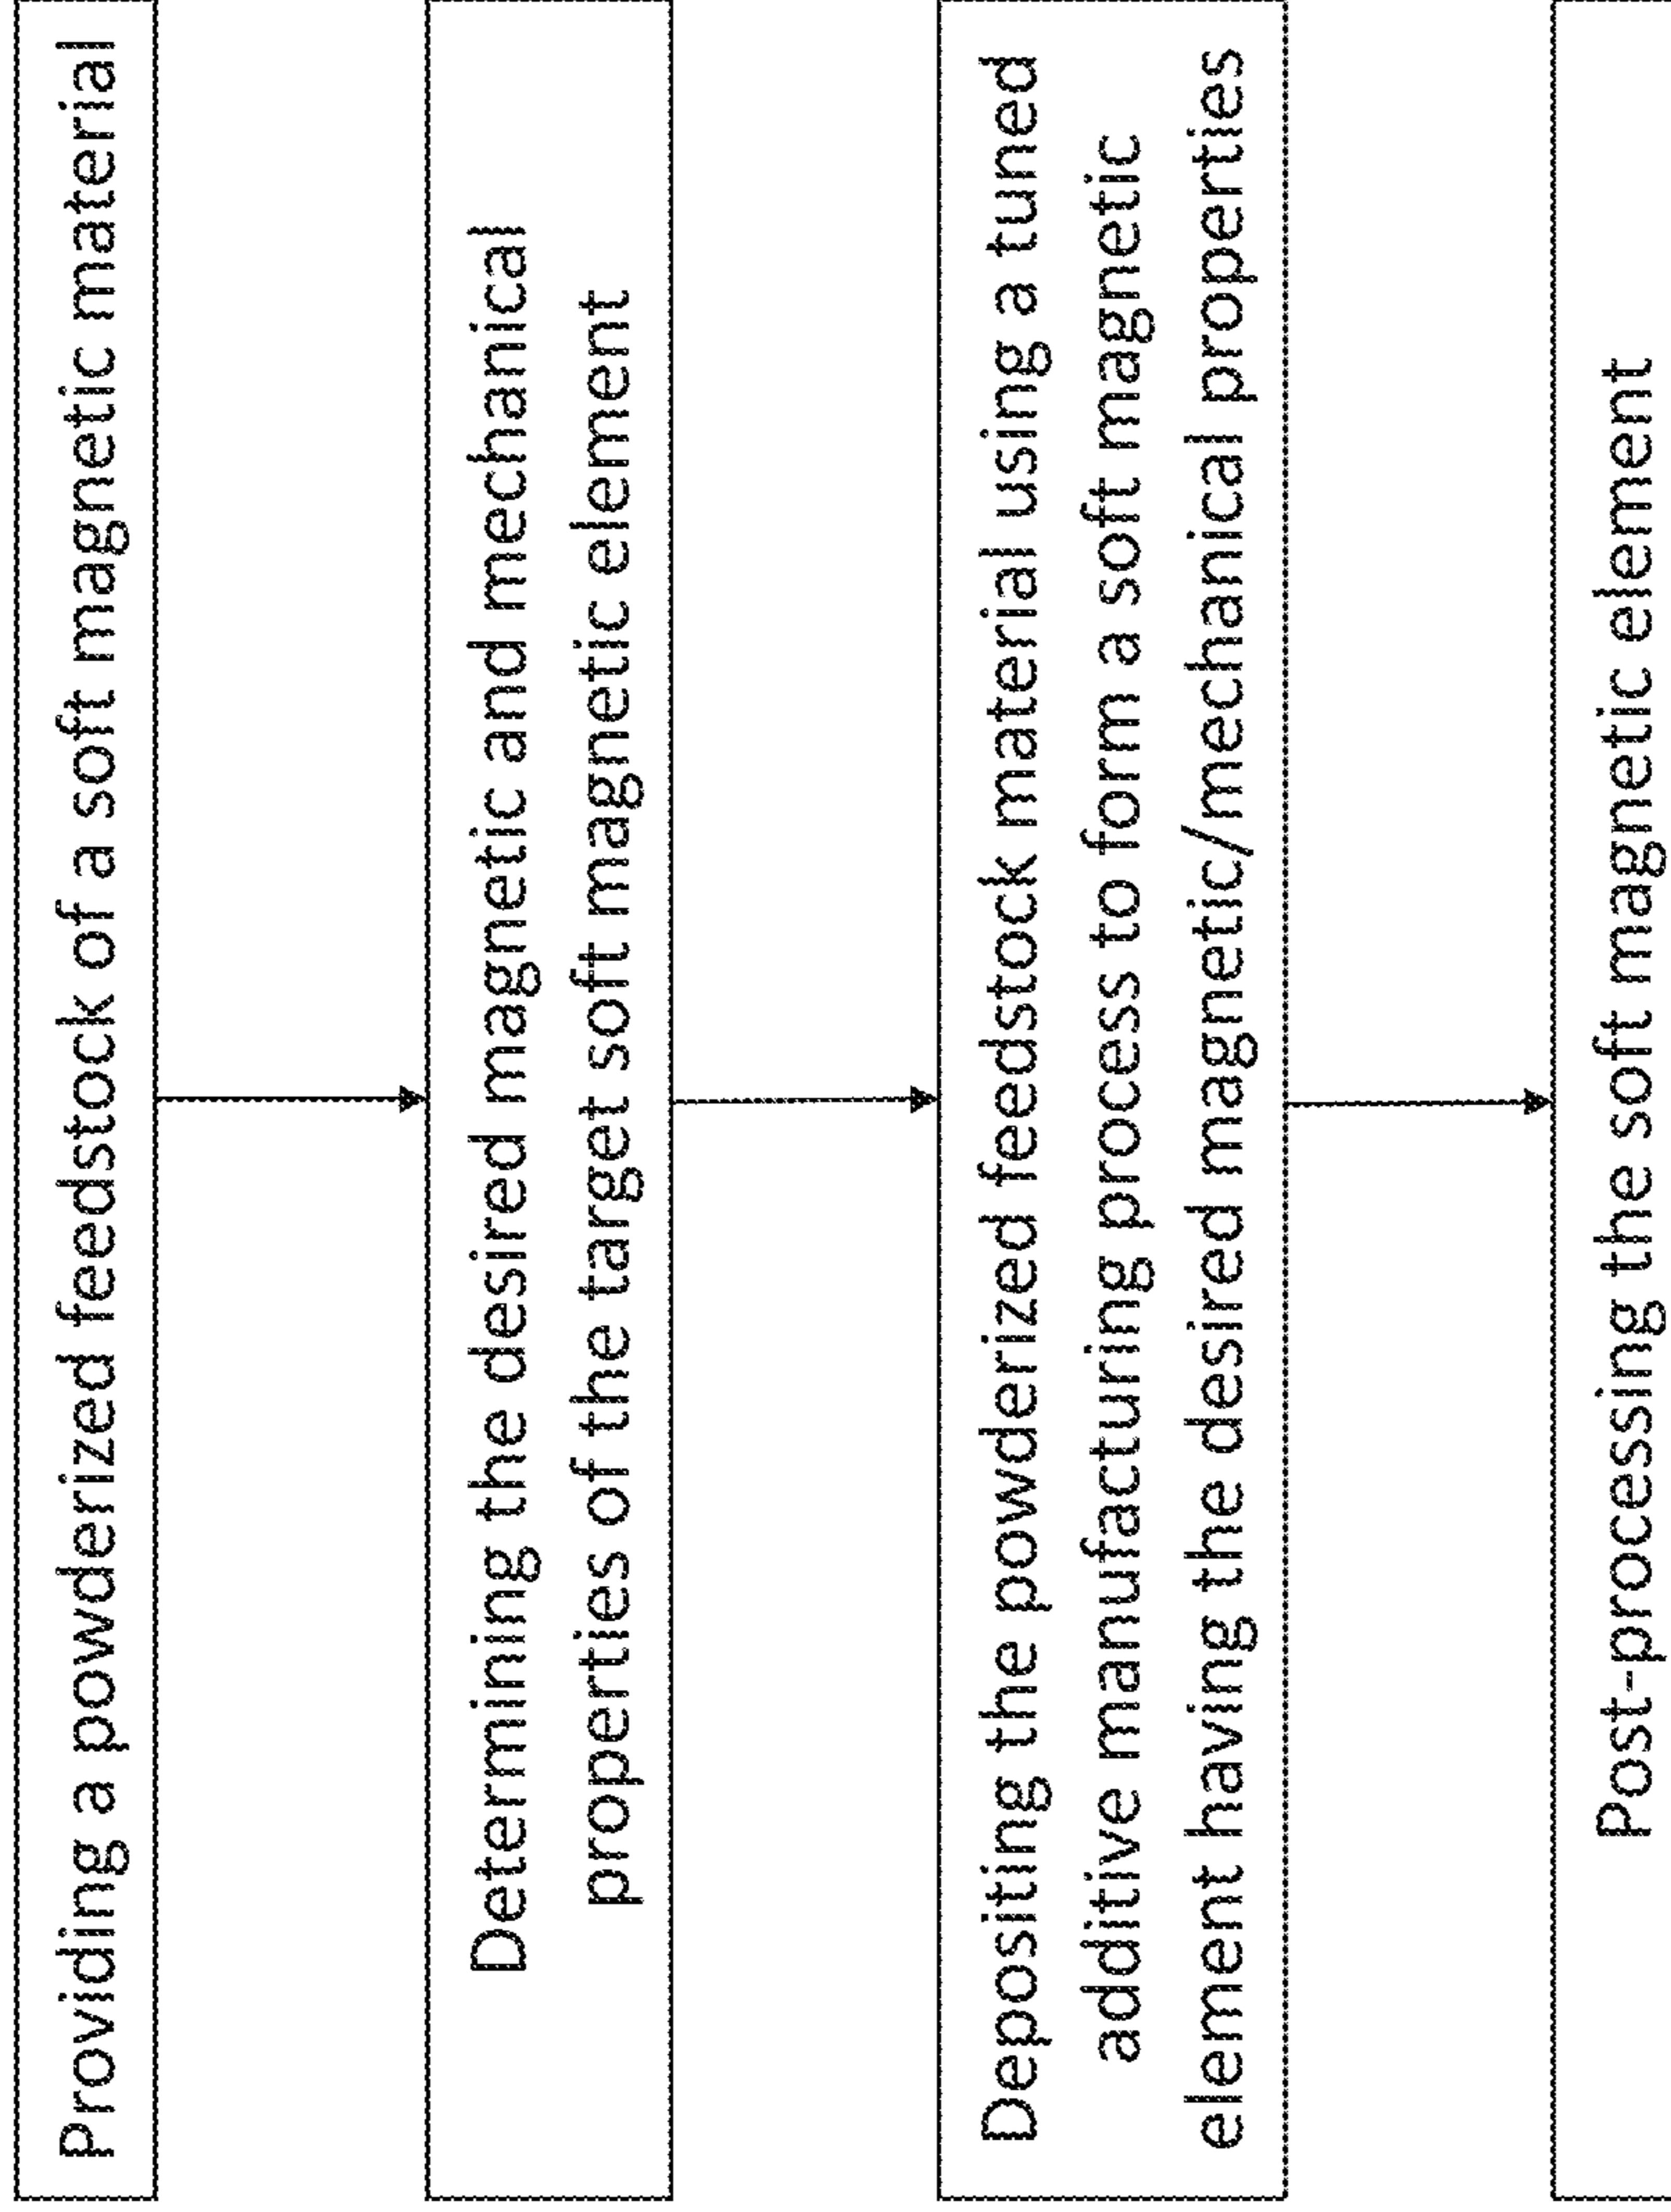 Providing a powderized feedstock of a soft magnetic material
Determining the desired magnetic and mechanical
properties of the target soft magnetic element
Depositing the powderized feedstock material using a tuned
additive manufacturing process to form a soft magnetic
element having the desired magnetic/mechanical properties
Post-processing the soft magnetic element